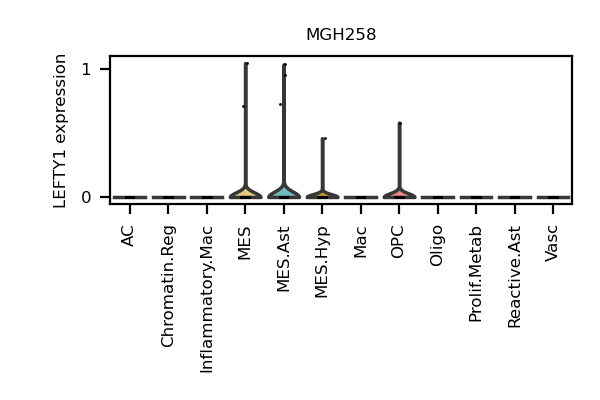 MGH258
LEFTY1 expression
1
0
AC
Chromatin.Reg
Inflammatory.Mac
MES
MES.Ast
MES.Hyp
Mac
OPC
Oligo
Prolif.Metab
Reactive.Ast
Vasc